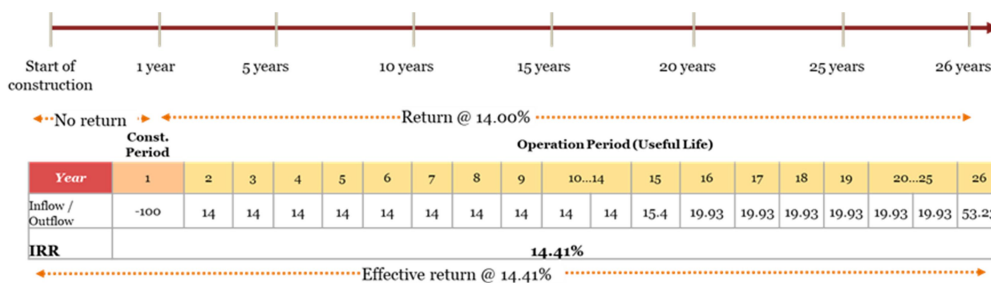 Start of construction 1 year 5 years 10 years 15 years 20 years 25 years 26 years
No return Return @ 14.00%
Const. Period Operation Period (Useful Life)
Year 1 2 3 4 5 6 7 8 9 10...14 15 16 17 18 19 20...25 26
Inflow / Outflow -100 14 14 14 14 14 14 14 14 14 14 15.4 19.93 19.93 19.93 19.93 19.93 19.93
IRR 14.41%
Effective return @ 14.41%